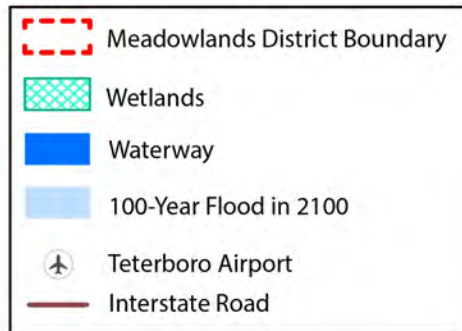 Meadowlands District Boundary
Wetlands
Waterway
100-Year Flood in 2100
Teterboro Airport
Interstate Road